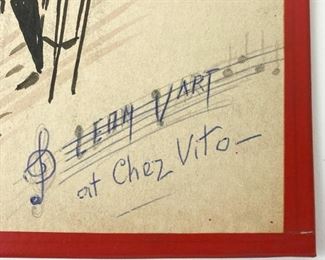 LEON VART
at Chez Vito